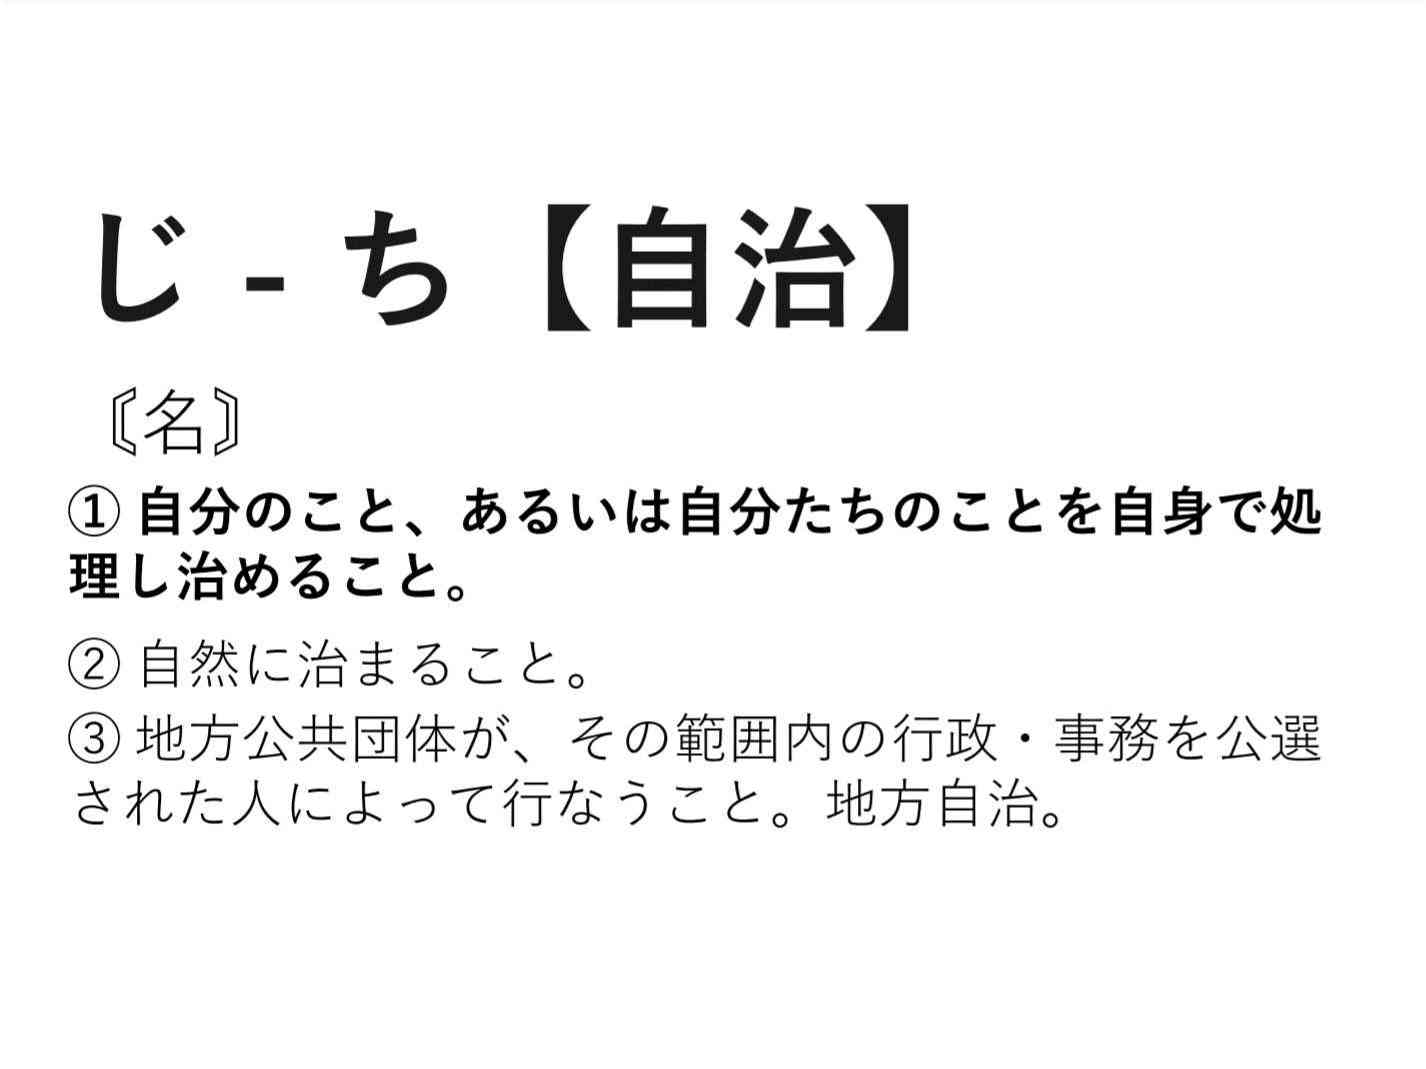 じ - ち【自治】
〘名〙
① 自分のこと、あるいは自分たちのことを自身で処
理し治めること。
② 自然に治まること。
③ 地方公共団体が、その範囲内の行政・事務を公選
された人によって行なうこと。地方自治。